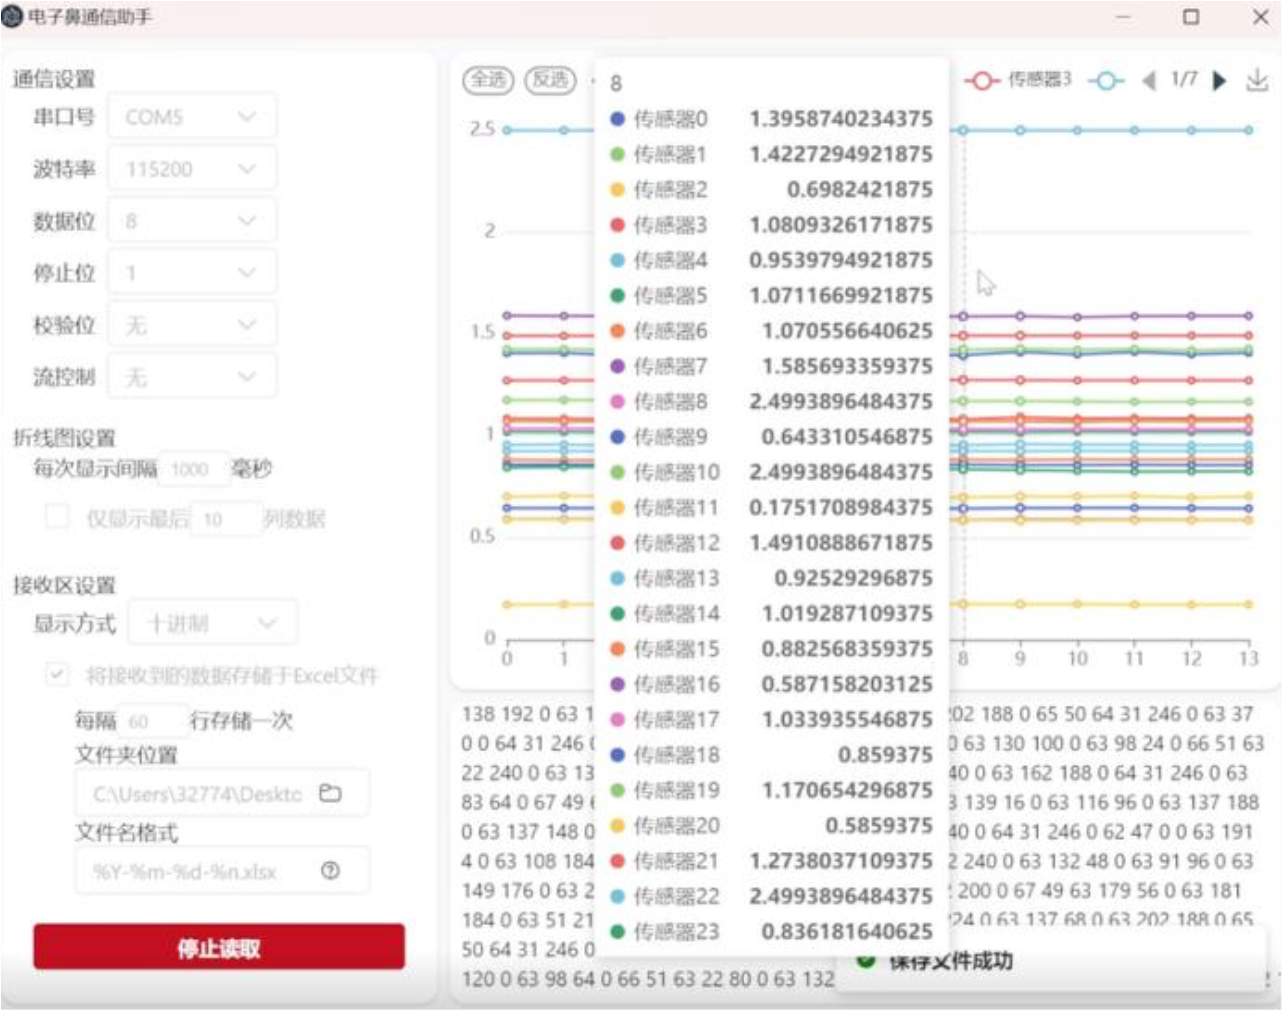 电子鼻通信助手
通信设置
串口号 COM5
波特率 115200
数据位 8
停止位 1
校验位 无
流控制 无
折线图设置
每次显示间隔 1000 毫秒
仅显示最后 10 列数据
接收区设置
显示方式 十进制
将接收到的数据存储于Excel文件
每隔 60 行存储一次
文件夹位置
C:\Users\32774\Deskto
文件名格式
%Y-%m-%d-%n.xlsx
停止读取
全选 反选 传感器3 1/7
2.5
2
1.5
1
0.5
0
0 1 8 9 10 11 12 13
8
传感器0 1.3958740234375
传感器1 1.4227294921875
传感器2 0.6982421875
传感器3 1.0809326171875
传感器4 0.9539794921875
传感器5 1.0711669921875
传感器6 1.070556640625
传感器7 1.585693359375
传感器8 2.4993896484375
传感器9 0.643310546875
传感器10 2.4993896484375
传感器11 0.1751708984375
传感器12 1.4910888671875
传感器13 0.92529296875
传感器14 1.019287109375
传感器15 0.882568359375
传感器16 0.587158203125
传感器17 1.033935546875
传感器18 0.859375
传感器19 1.170654296875
传感器20 0.5859375
传感器21 1.2738037109375
传感器22 2.4993896484375
传感器23 0.836181640625
138 192 0 63 1 202 188 0 65 50 64 31 246 0 63 37
0 0 64 31 246 0 63 130 100 0 63 98 24 0 66 51 63
22 240 0 63 13 40 0 63 162 188 0 64 31 246 0 63
83 64 0 67 49 3 139 16 0 63 116 96 0 63 137 188
0 63 137 148 0 40 0 64 31 246 0 62 47 0 0 63 191
4 0 63 108 184 2 240 0 63 132 48 0 63 91 96 0 63
149 176 0 63 2 200 0 67 49 63 179 56 0 63 181
184 0 63 51 21 224 0 63 137 68 0 63 202 188 0 65
50 64 31 246 0
120 0 63 98 64 0 66 51 63 22 80 0 63 132
保存文件成功